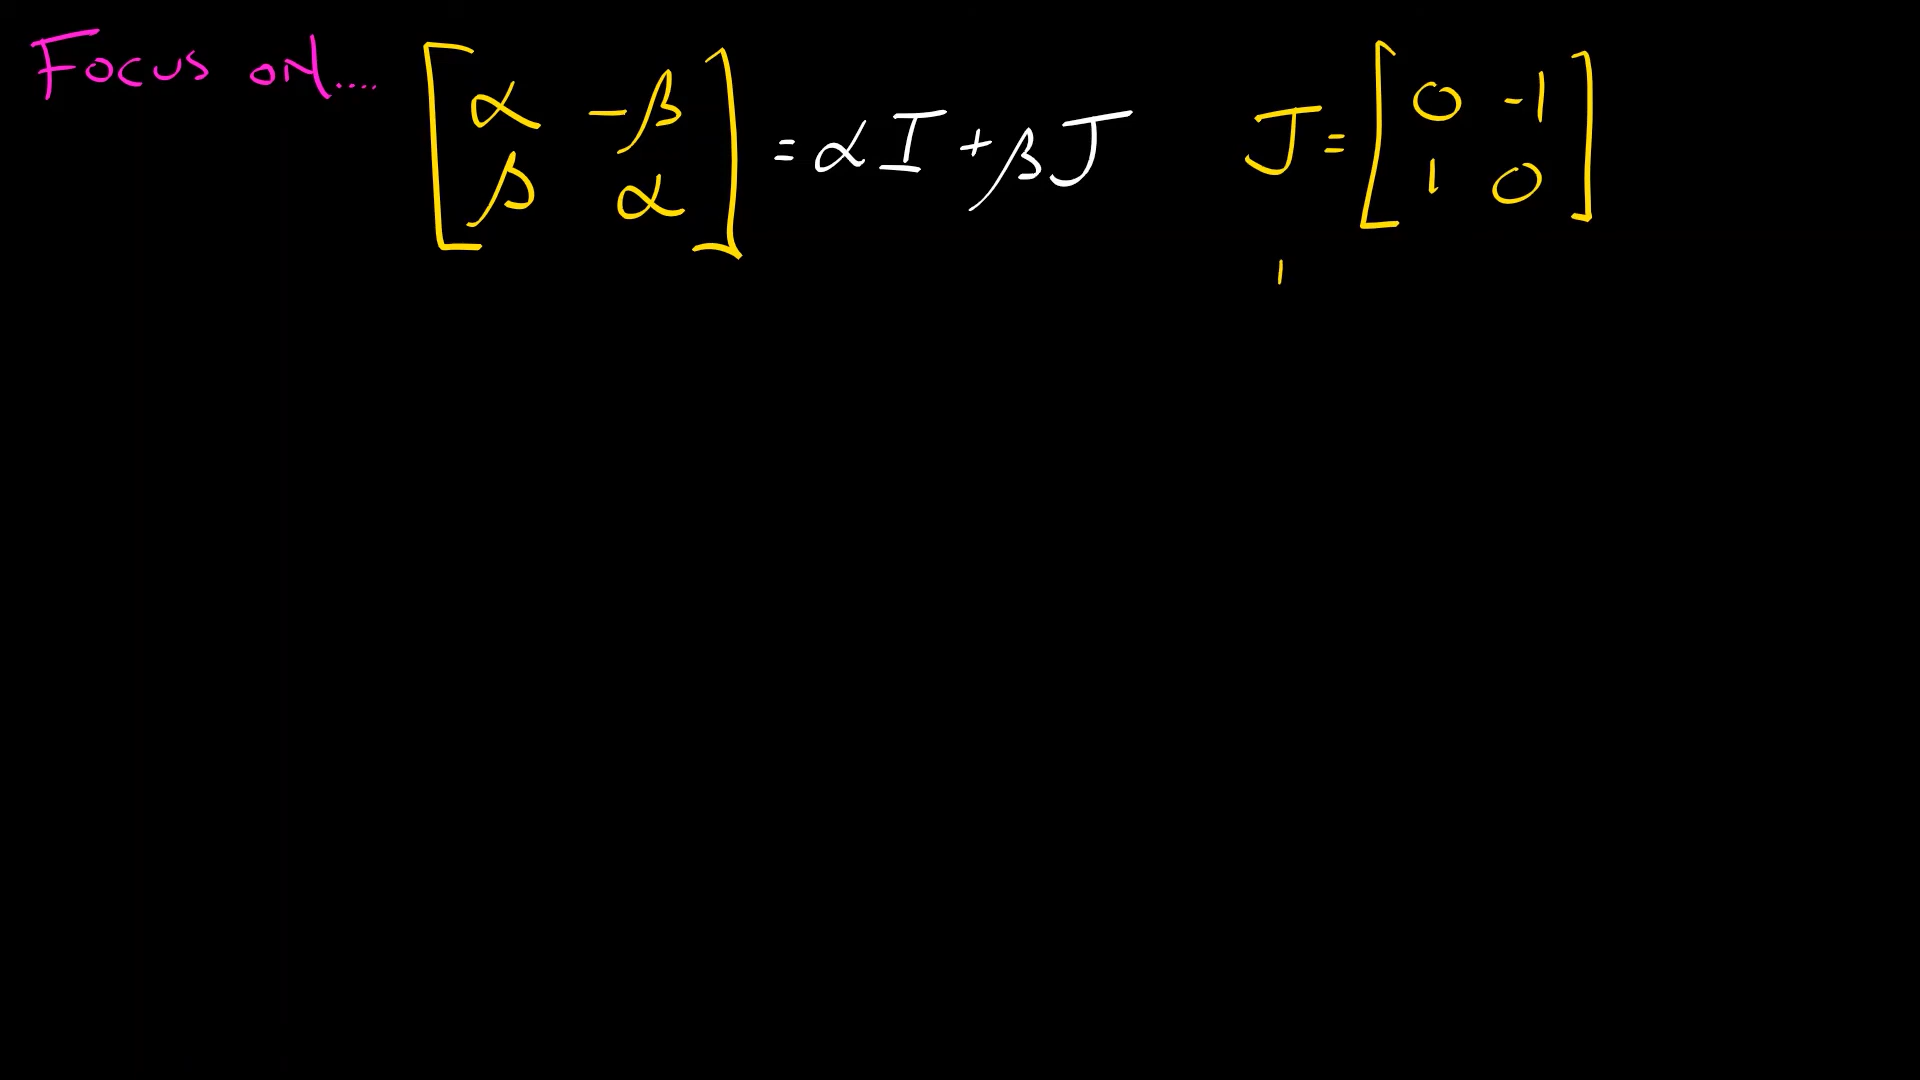 Focus on.... [α -β; β α] = αI + βJ J = [0 -1; 1 0]